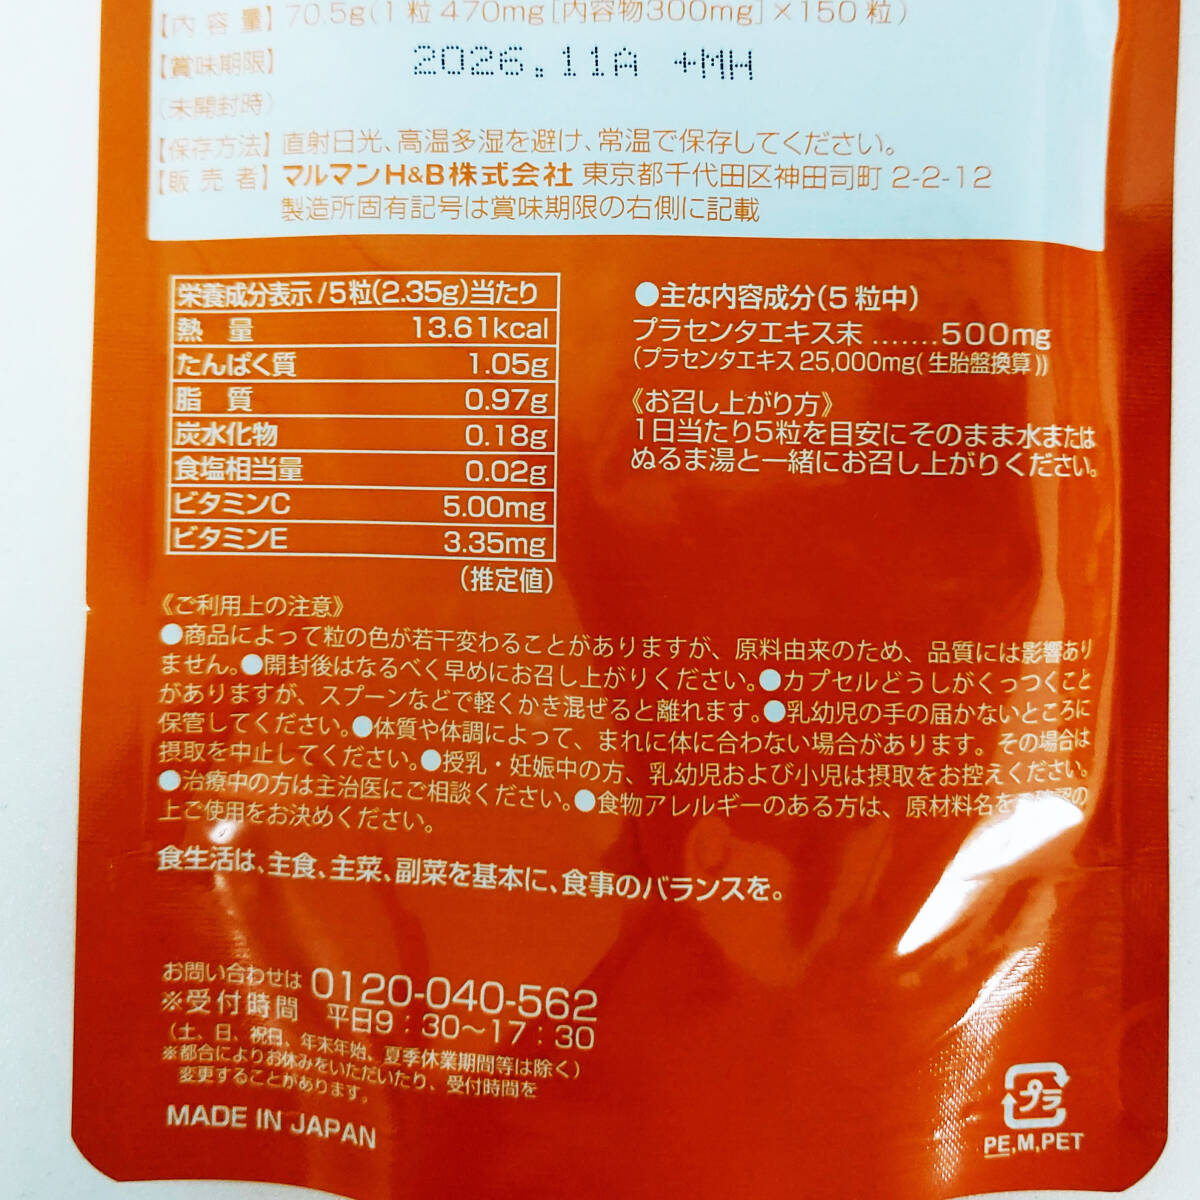 【内容量】70.5g(1粒 470mg[内容物300mg]×150粒)
【賞味期限】 2026.11A +MH
(未開封時)
【保存方法】直射日光、高温多湿を避け、常温で保存してください。
【販売者】マルマンH&B株式会社 東京都千代田区神田司町 2-2-12
製造所固有記号は賞味期限の右側に記載
栄養成分表示/5粒(2.35g)当たり
熱量 13.61kcal
たんぱく質 1.05g
脂質 0.97g
炭水化物 0.18g
食塩相当量 0.02g
ビタミンC 5.00mg
ビタミンE 3.35mg
(推定値)
●主な内容成分(5粒中)
プラセンタエキス末 .......500mg
(プラセンタエキス25,000mg(生胎盤換算))
《お召し上がり方》
1日当たり5粒を目安にそのまま水または
ぬるま湯と一緒にお召し上がりください。
《ご利用上の注意》
●商品によって粒の色が若干変わることがありますが、原料由来のため、品質には影響あり
ません。●開封後はなるべく早めにお召し上がりください。●カプセルどうしがくっつくこと
がありますが、スプーンなどで軽くかき混ぜると離れます。●乳幼児の手の届かないところに
保管してください。●体質や体調によって、まれに体に合わない場合があります。その場合は
摂取を中止してください。●授乳・妊娠中の方、乳幼児および小児は摂取をお控えください。
●治療中の方は主治医にご相談ください。●食物アレルギーのある方は、原材料名をご確認の
上ご使用をお決めください。
食生活は、主食、主菜、副菜を基本に、食事のバランスを。
お問い合わせは 0120-040-562
※受付時間 平日9:30〜17:30
(土、日、祝日、年末年始、夏季休業期間等は除く)
※都合によりお休みをいただいたり、受付時間を
変更することがあります。
MADE IN JAPAN
プラ
PE,M,PET